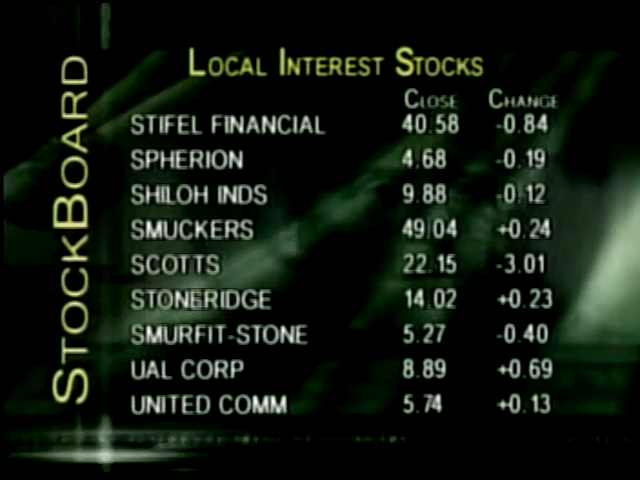 STOCKBOARD
LOCAL INTEREST STOCKS
CLOSE CHANGE
STIFEL FINANCIAL 40.58 -0.84
SPHERION 4.68 -0.19
SHILOH INDS 9.88 -0.12
SMUCKERS 49.04 +0.24
SCOTTS 22.15 -3.01
STONERIDGE 14.02 +0.23
SMURFIT-STONE 5.27 -0.40
UAL CORP 8.89 +0.69
UNITED COMM 5.74 +0.13